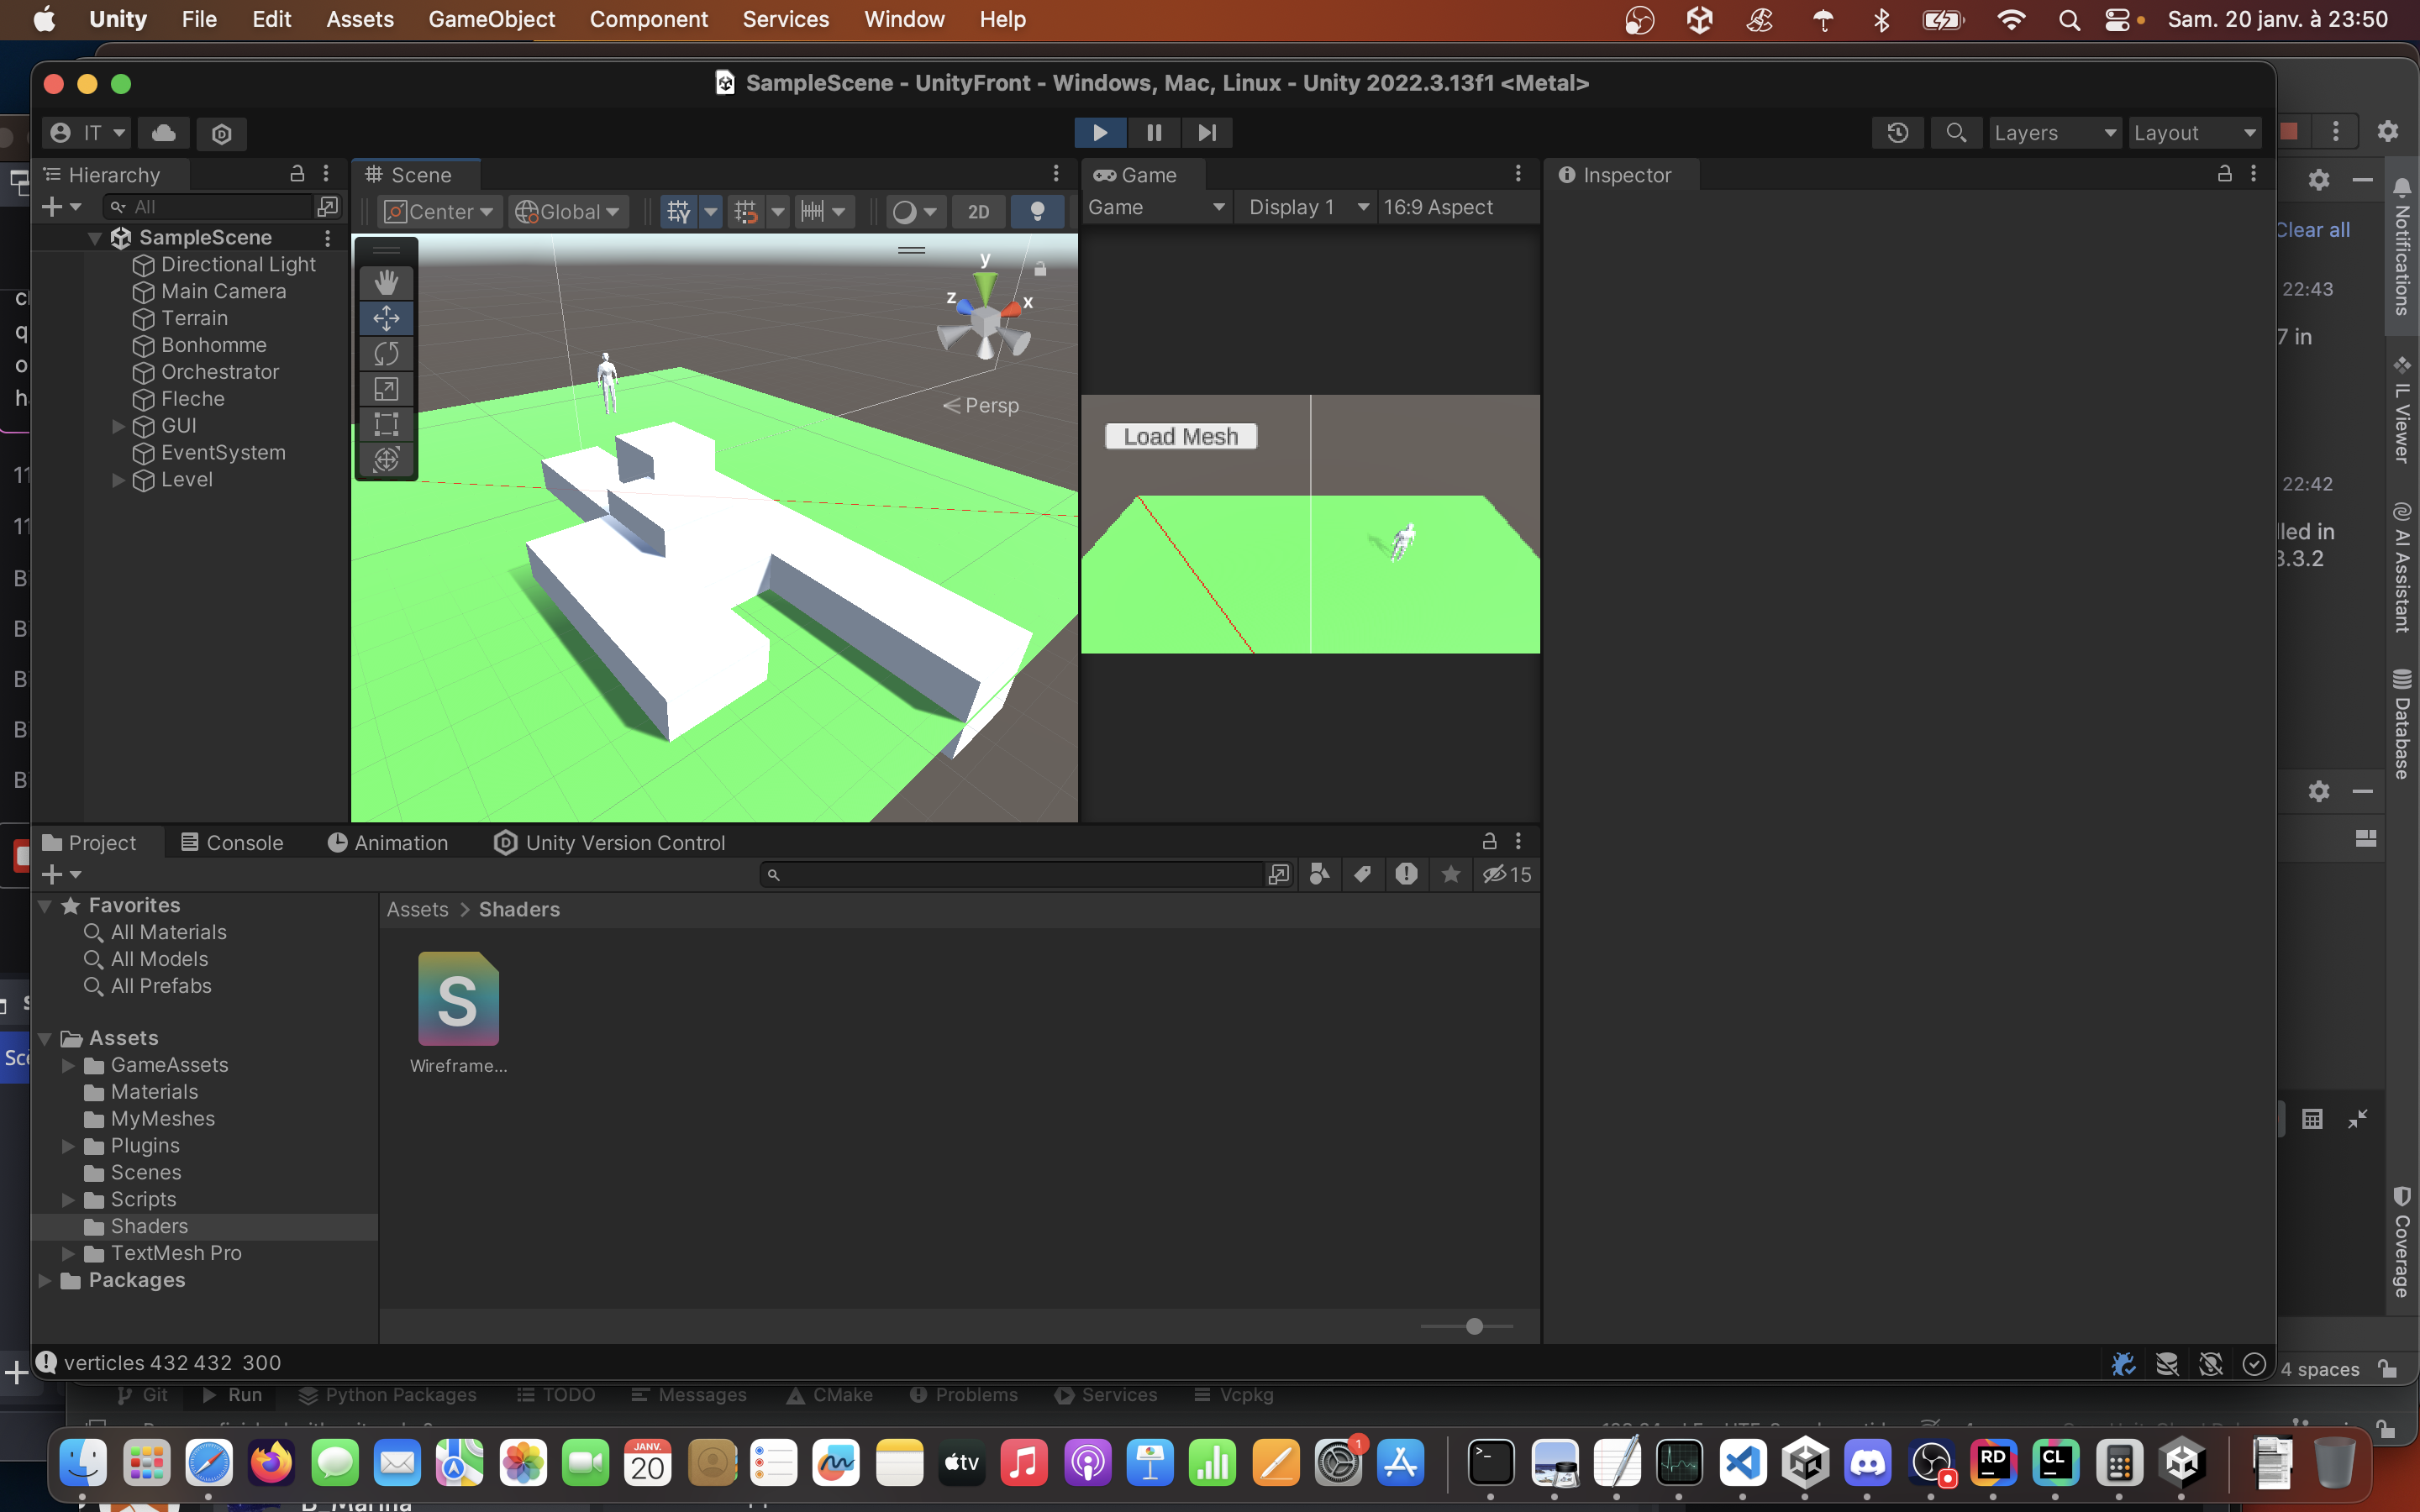 Unity File Edit Assets GameObject Component Services Window Help
Sam. 20 janv. à 23:50
SampleScene - UnityFront - Windows, Mac, Linux - Unity 2022.3.13f1 <Metal>
IT
Layers
Layout
Hierarchy
All
SampleScene
Directional Light
Main Camera
Terrain
Bonhomme
Orchestrator
Fleche
GUI
EventSystem
Level
Scene
Center
Global
2D
y
z
x
Persp
Game
Game
Display 1
16:9 Aspect
Load Mesh
Inspector
Clear all
22:43
7 in
22:42
lled in
3.3.2
Notifications
IL Viewer
AI Assistant
Database
Coverage
Project
Console
Animation
Unity Version Control
15
Favorites
All Materials
All Models
All Prefabs
Assets
GameAssets
Materials
MyMeshes
Plugins
Scenes
Scripts
Shaders
TextMesh Pro
Packages
Assets > Shaders
S
Wireframe...
verticles 432 432 300
4 spaces
Git
Run
Python Packages
TODO
Messages
CMake
Problems
Services
Vcpkg
JANV.
20
tv
1
RD
CL